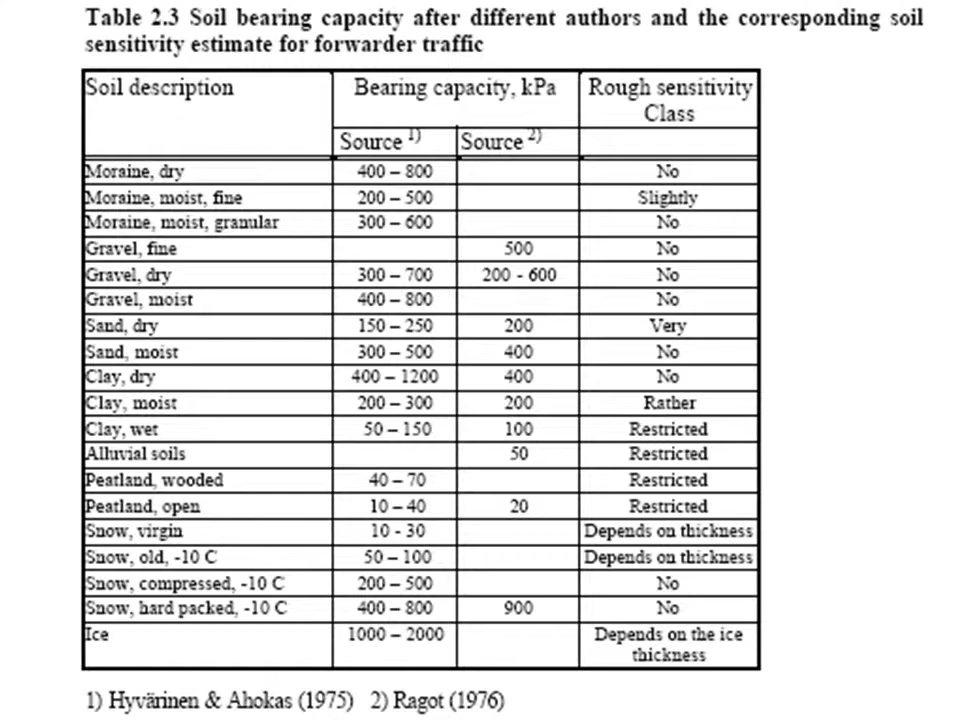 Table 2.3 Soil bearing capacity after different authors and the corresponding soil
sensitivity estimate for forwarder traffic
Soil description Bearing capacity, kPa Rough sensitivity
Class
Source 1) Source 2)
Moraine, dry 400 – 800 No
Moraine, moist, fine 200 – 500 Slightly
Moraine, moist, granular 300 – 600 No
Gravel, fine 500 No
Gravel, dry 300 – 700 200 - 600 No
Gravel, moist 400 – 800 No
Sand, dry 150 – 250 200 Very
Sand, moist 300 – 500 400 No
Clay, dry 400 – 1200 400 No
Clay, moist 200 – 300 200 Rather
Clay, wet 50 – 150 100 Restricted
Alluvial soils 50 Restricted
Peatland, wooded 40 – 70 Restricted
Peatland, open 10 – 40 20 Restricted
Snow, virgin 10 - 30 Depends on thickness
Snow, old, -10 C 50 – 100 Depends on thickness
Snow, compressed, -10 C 200 – 500 No
Snow, hard packed, -10 C 400 – 800 900 No
Ice 1000 – 2000 Depends on the ice
thickness
1) Hyvärinen & Ahokas (1975) 2) Ragot (1976)